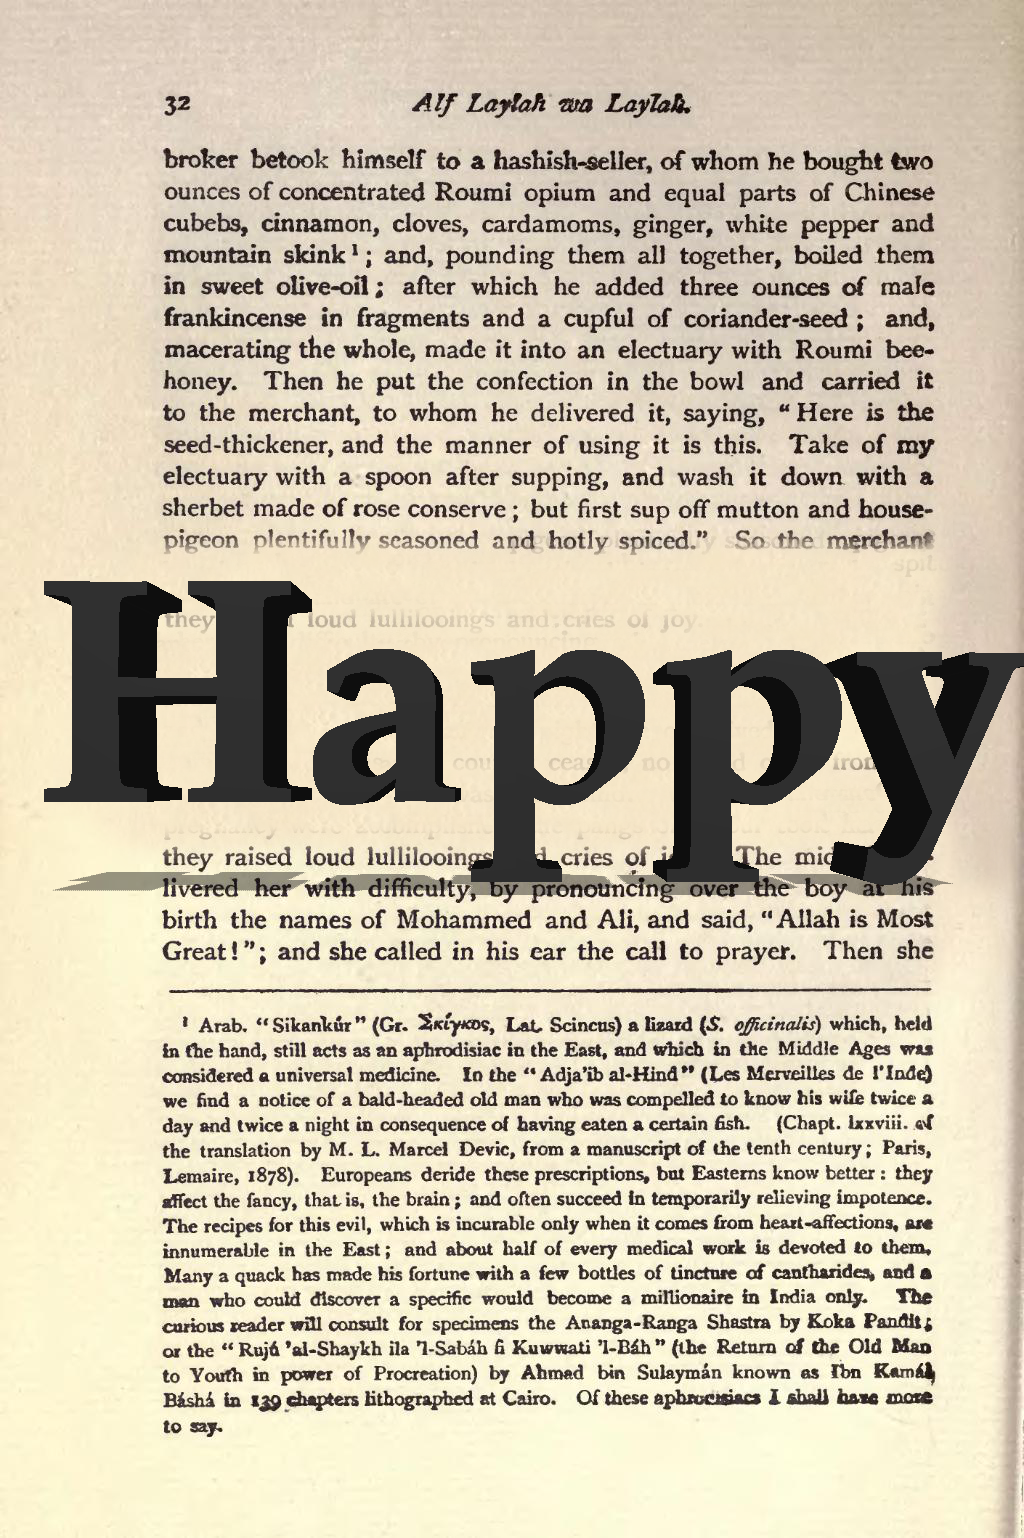 32 Alf Laylah wa Laylah.
broker betook himself to a hashish-seller, of whom he bought two
ounces of concentrated Roumi opium and equal parts of Chinese
cubebs, cinnamon, cloves, cardamoms, ginger, white pepper and
mountain skink¹; and, pounding them all together, boiled them
in sweet olive-oil; after which he added three ounces of male
frankincense in fragments and a cupful of coriander-seed; and,
macerating the whole, made it into an electuary with Roumi bee-
honey. Then he put the confection in the bowl and carried it
to the merchant, to whom he delivered it, saying, "Here is the
seed-thickener, and the manner of using it is this. Take of my
electuary with a spoon after supping, and wash it down with a
sherbet made of rose conserve; but first sup off mutton and house-
pigeon plentifully seasoned and hotly spiced." So the merchant
they loud lullilooings and cries of joy
Happy
they raised loud lullilooings cries of The
livered her with difficulty, by pronouncing over the boy at his
birth the names of Mohammed and Ali, and said, "Allah is Most
Great!"; and she called in his ear the call to prayer. Then she
¹ Arab. "Sikankúr" (Gr. Σκίγκος, Lat. Scincus) a lizard (S. officinalis) which, held
in the hand, still acts as an aphrodisiac in the East, and which in the Middle Ages was
considered a universal medicine. In the "Adja'ib al-Hind" (Les Merveilles de l'Inde)
we find a notice of a bald-headed old man who was compelled to know his wife twice a
day and twice a night in consequence of having eaten a certain fish. (Chapt. lxxviii. of
the translation by M. L. Marcel Devic, from a manuscript of the tenth century; Paris,
Lemaire, 1878). Europeans deride these prescriptions, but Easterns know better: they
affect the fancy, that is, the brain; and often succeed in temporarily relieving impotence.
The recipes for this evil, which is incurable only when it comes from heart-affections, are
innumerable in the East; and about half of every medical work is devoted to them.
Many a quack has made his fortune with a few bottles of tincture of cantharides, and a
man who could discover a specific would become a millionaire in India only. The
curious reader will consult for specimens the Ananga-Ranga Shastra by Koka Pandit;
or the "Rujú 'al-Shaykh ila 'l-Sabáh fi Kuwwati 'l-Báh" (the Return of the Old Man
to Youth in power of Procreation) by Ahmad bin Sulaymán known as Ibn Kamál
Báshá in 139 chapters lithographed at Cairo. Of these aphrodisiacs I shall have more
to say.